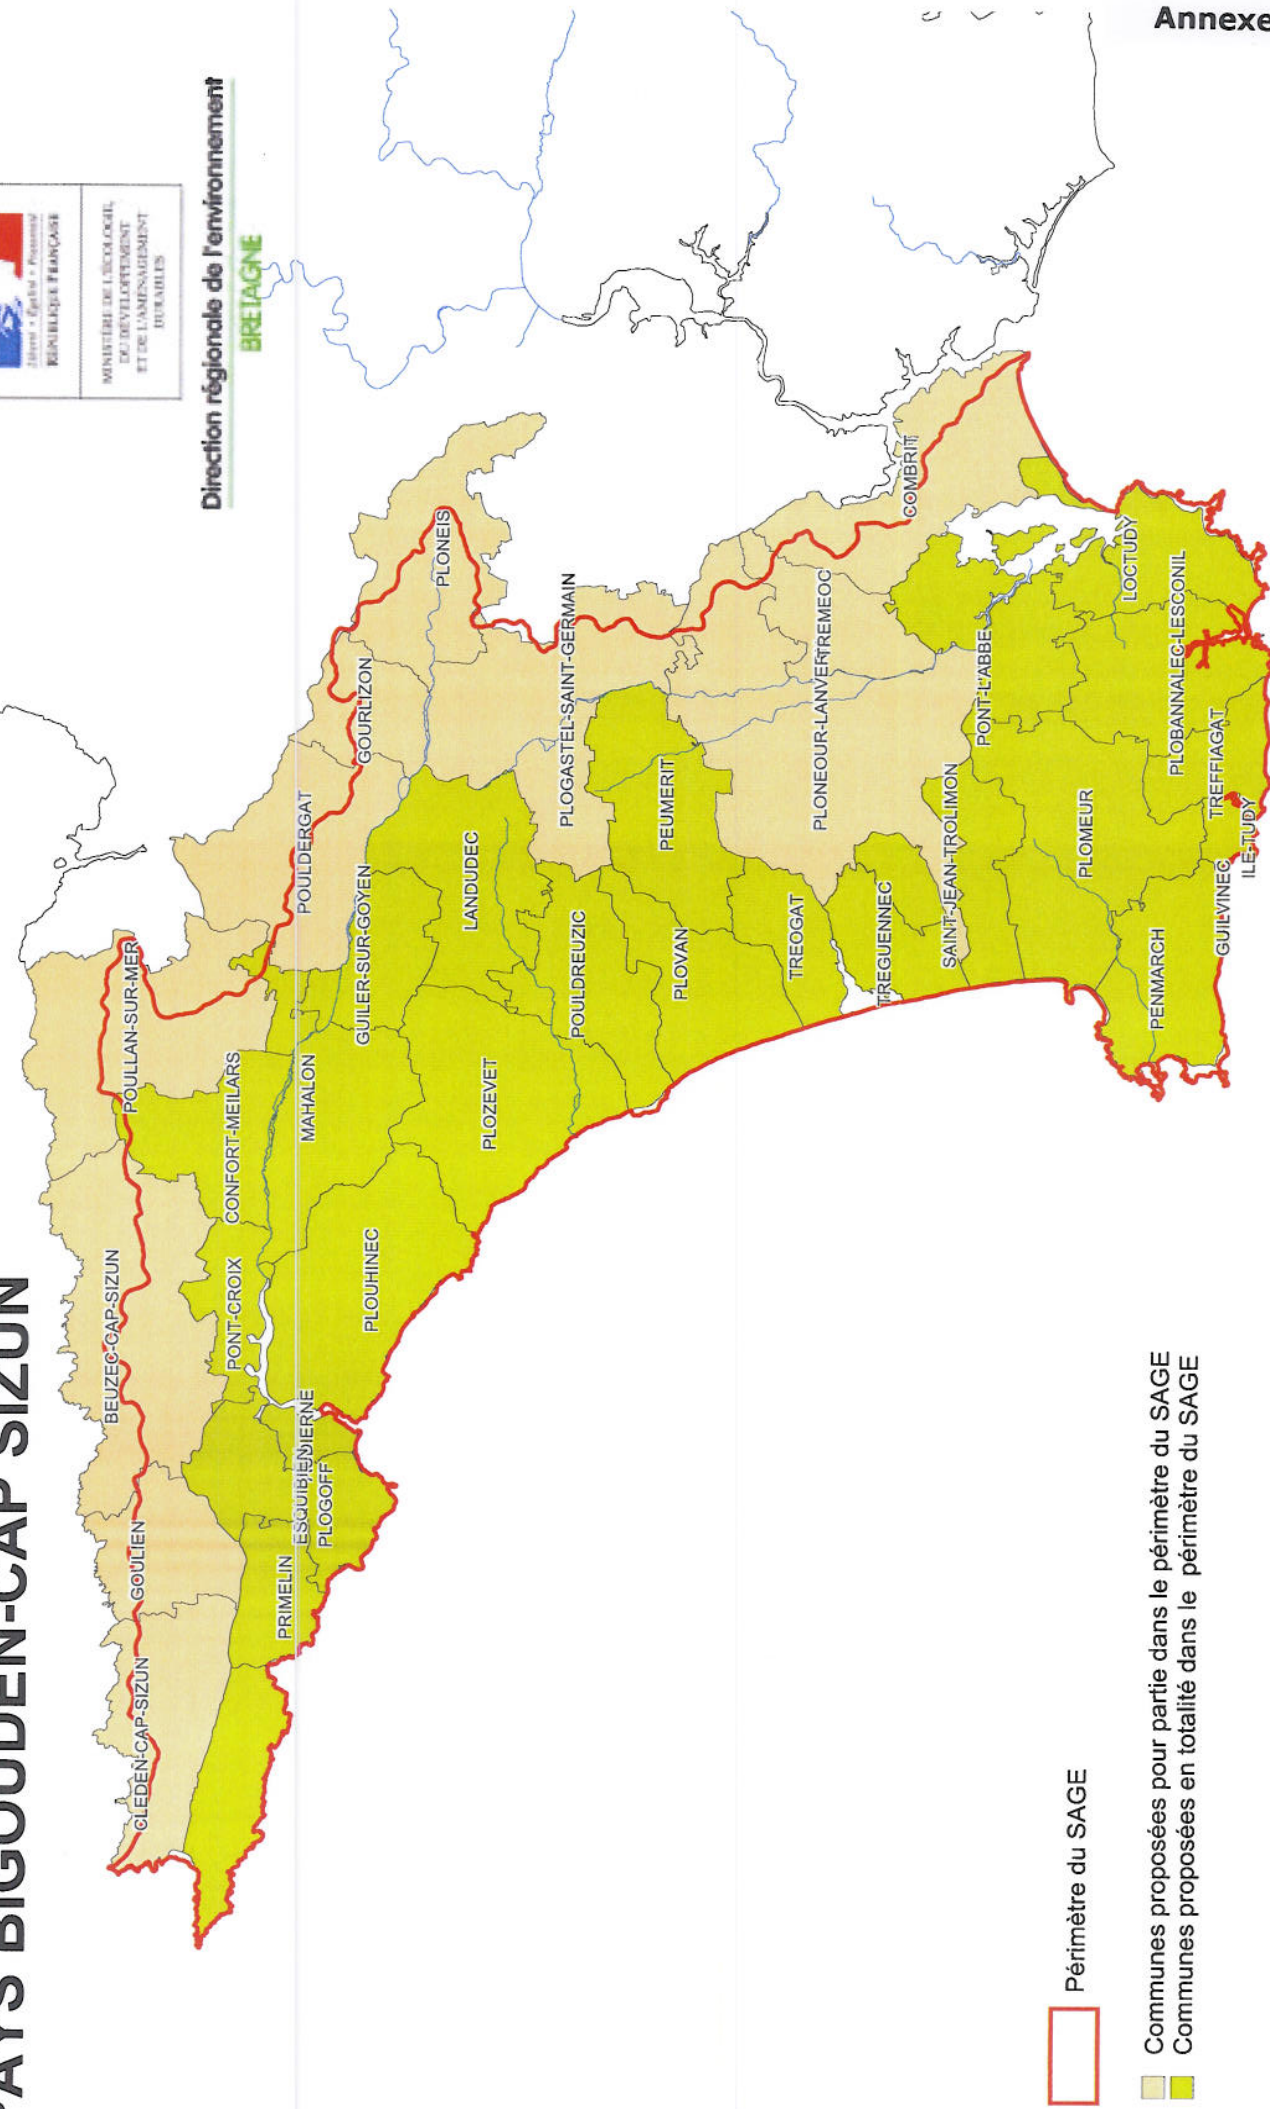 PAYS BIGOUDEN-CAP SIZUN
RÉPUBLIQUE FRANÇAISE
MINISTÈRE DE L'ÉCOLOGIE,
DU DÉVELOPPEMENT
ET DE L'AMÉNAGEMENT
DURABLES
Direction régionale de l'environnement
BRETAGNE
Annexe
CLEDEN-CAP-SIZUN
GOULIEN
BEUZEC-CAP-SIZUN
POULLAN-SUR-MER
PRIMELIN
ESQUIBIEN
PLOGOFF
PONT-CROIX
CONFORT-MEILARS
MAHALON
POULDERGAT
GUILER-SUR-GOYEN
GOURLIZON
PLONEIS
PLOUHINEC
PLOZEVET
LANDUDEC
POULDREUZIC
PLOGASTEL-SAINT-GERMAIN
PLOVAN
PEUMERIT
TREOGAT
PLONEOUR-LANVERN
TREMEOC
COMBRIT
TREGUENNEC
SAINT-JEAN-TROLIMON
PONT-L'ABBE
PLOMEUR
LOCTUDY
PENMARCH
PLOBANNALEC-LESCONIL
TREFFIAGAT
GUILVINEC
ILE-TUDY
Périmètre du SAGE
Communes proposées pour partie dans le périmètre du SAGE
Communes proposées en totalité dans le périmètre du SAGE